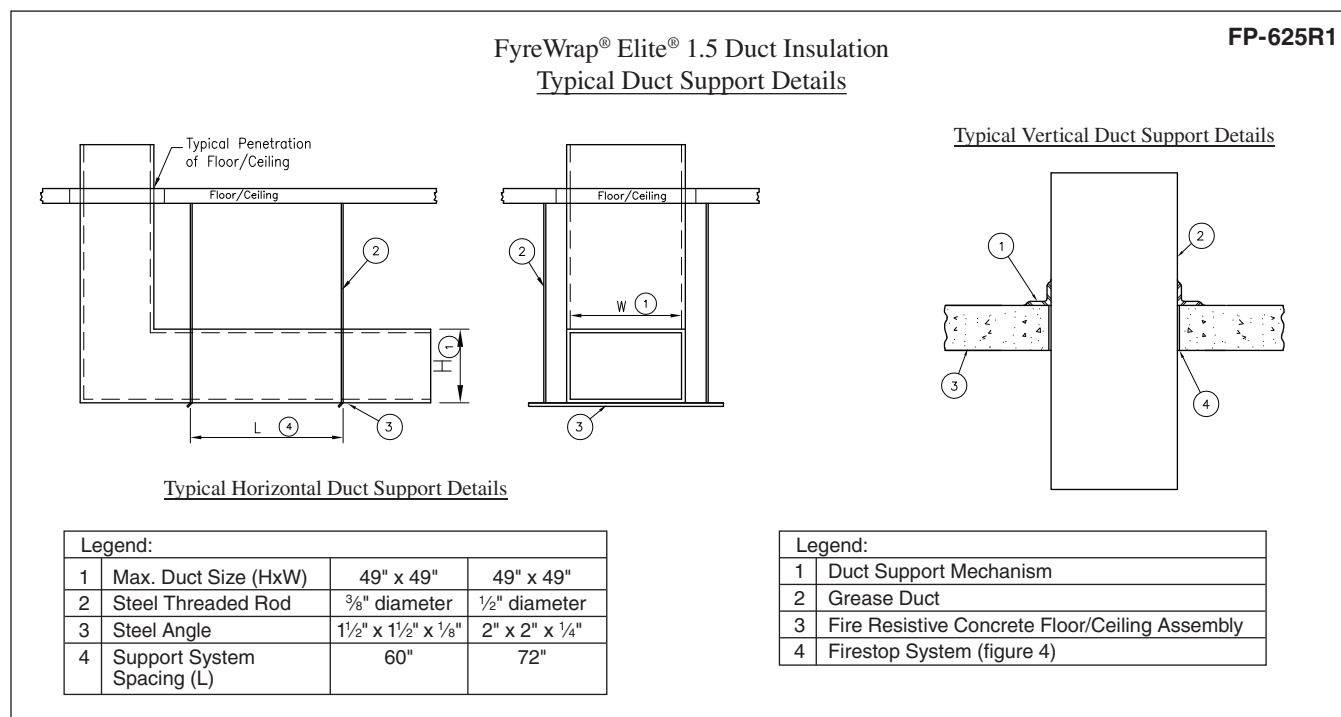 FP-625R1
FyreWrap® Elite® 1.5 Duct Insulation
Typical Duct Support Details
Typical Penetration
of Floor/Ceiling
Floor/Ceiling
2
H 1
L 4
3
Floor/Ceiling
2
W 1
3
Typical Horizontal Duct Support Details
Typical Vertical Duct Support Details
1
2
3
4
Legend:
1 Max. Duct Size (HxW) 49" x 49" 49" x 49"
2 Steel Threaded Rod ⅜" diameter ½" diameter
3 Steel Angle 1½" x 1½" x ⅛" 2" x 2" x ¼"
4 Support System 60" 72"
Spacing (L)
Legend:
1 Duct Support Mechanism
2 Grease Duct
3 Fire Resistive Concrete Floor/Ceiling Assembly
4 Firestop System (figure 4)